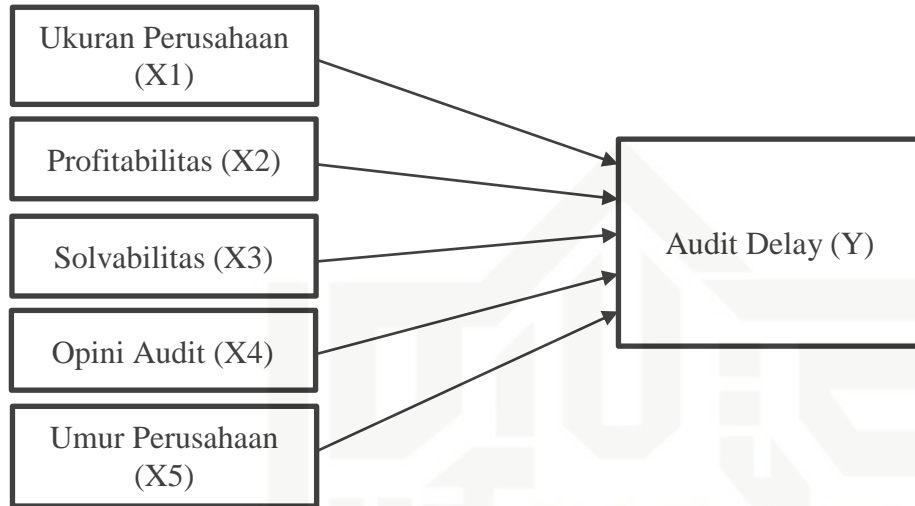 Ukuran Perusahaan
(X1)
Profitabilitas (X2)
Solvabilitas (X3)
Opini Audit (X4)
Umur Perusahaan
(X5)
Audit Delay (Y)